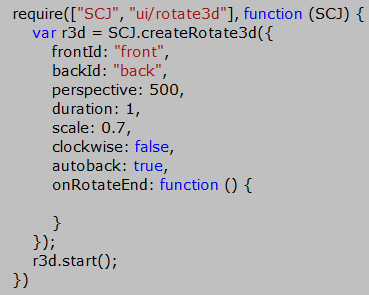 require(["SCJ", "ui/rotate3d"], function (SCJ) {
    var r3d = SCJ.createRotate3d({
        frontId: "front",
        backId: "back",
        perspective: 500,
        duration: 1,
        scale: 0.7,
        clockwise: false,
        autoback: true,
        onRotateEnd: function () {

        }
    });
    r3d.start();
})